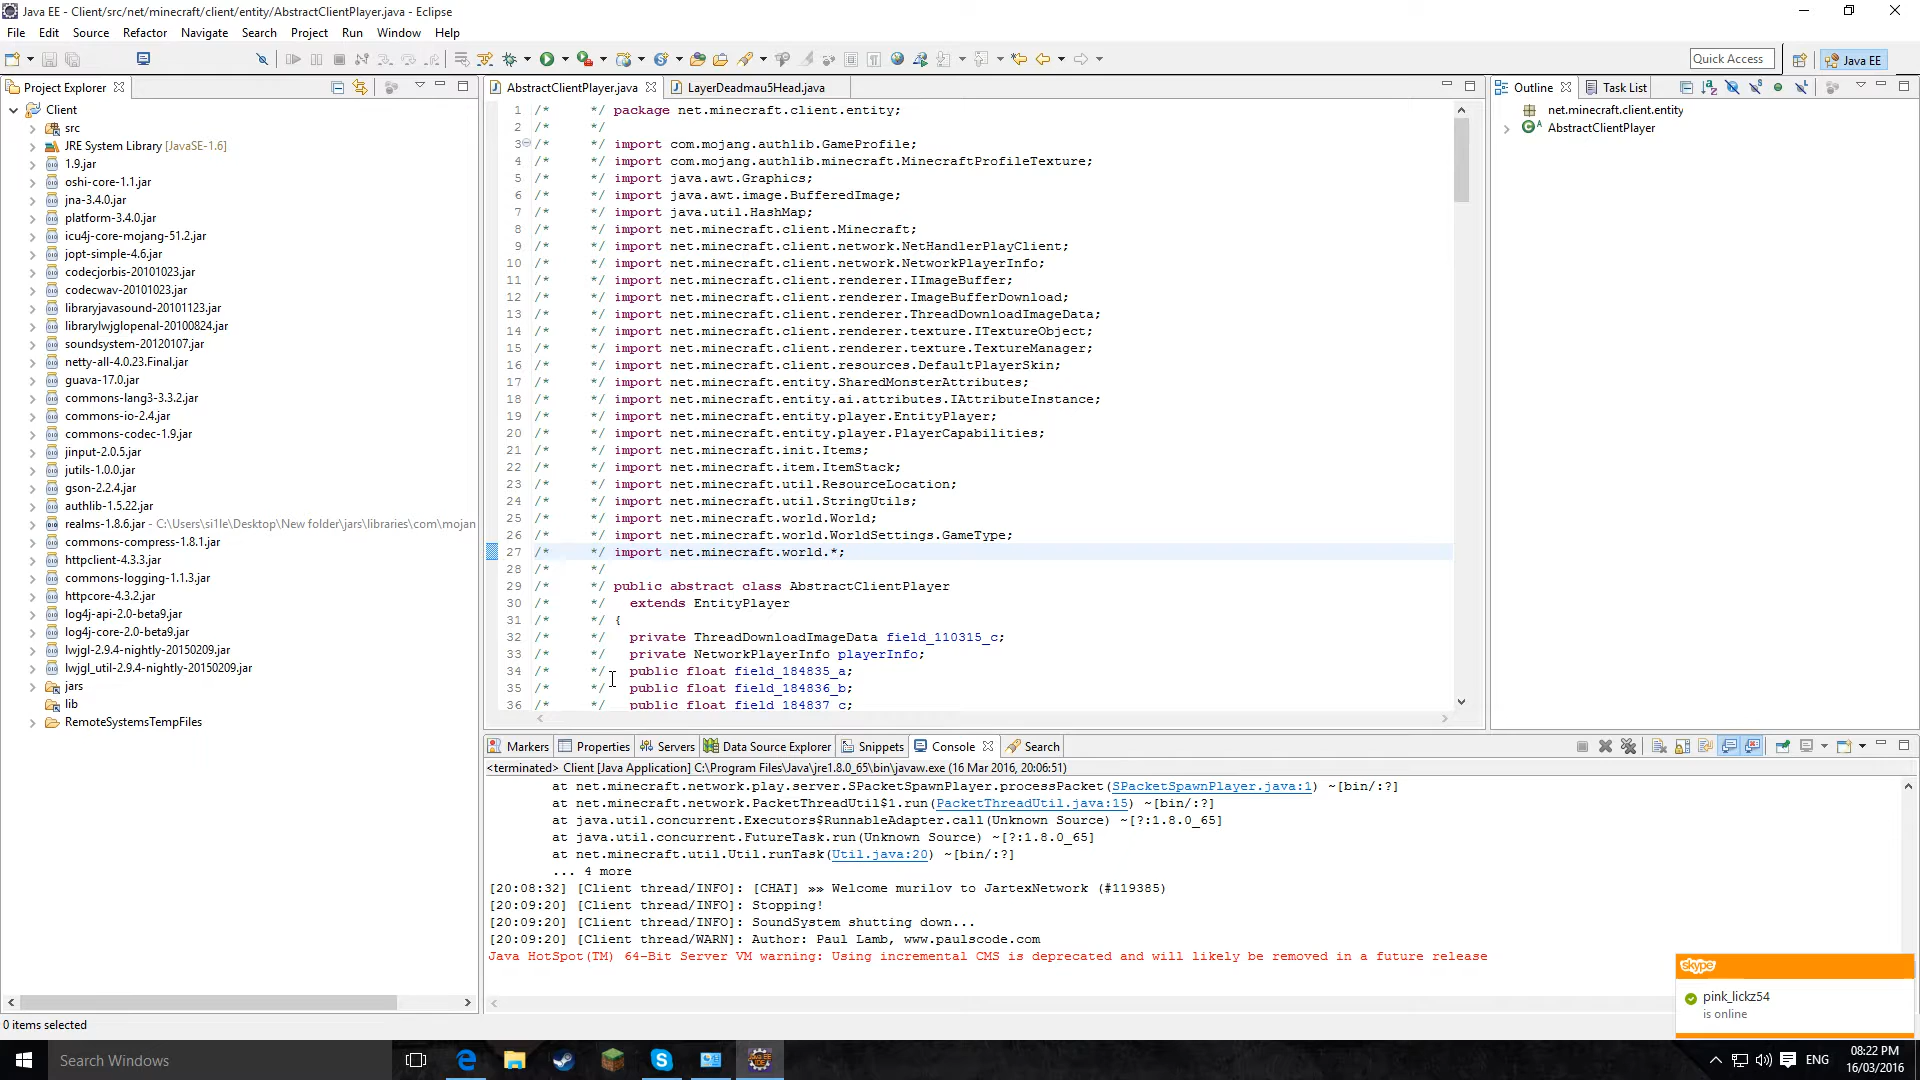 Java EE - Client/src/net/minecraft/client/entity/AbstractClientPlayer.java - Eclipse
File Edit Source Refactor Navigate Search Project Run Window Help
Quick Access
Java EE
Project Explorer
Client
src
JRE System Library [JavaSE-1.6]
1.9.jar
oshi-core-1.1.jar
jna-3.4.0.jar
platform-3.4.0.jar
icu4j-core-mojang-51.2.jar
jopt-simple-4.6.jar
codecjorbis-20101023.jar
codecwav-20101023.jar
libraryjavasound-20101123.jar
librarylwjglopenal-20100824.jar
soundsystem-20120107.jar
netty-all-4.0.23.Final.jar
guava-17.0.jar
commons-lang3-3.3.2.jar
commons-io-2.4.jar
commons-codec-1.9.jar
jinput-2.0.5.jar
jutils-1.0.0.jar
gson-2.2.4.jar
authlib-1.5.22.jar
realms-1.8.6.jar - C:\Users\si1le\Desktop\New folder\jars\libraries\com\mojan
commons-compress-1.8.1.jar
httpclient-4.3.3.jar
commons-logging-1.1.3.jar
httpcore-4.3.2.jar
log4j-api-2.0-beta9.jar
log4j-core-2.0-beta9.jar
lwjgl-2.9.4-nightly-20150209.jar
lwjgl_util-2.9.4-nightly-20150209.jar
jars
lib
RemoteSystemsTempFiles
AbstractClientPlayer.java LayerDeadmau5Head.java
1 /* */ package net.minecraft.client.entity;
2 /* */
3 /* */ import com.mojang.authlib.GameProfile;
4 /* */ import com.mojang.authlib.minecraft.MinecraftProfileTexture;
5 /* */ import java.awt.Graphics;
6 /* */ import java.awt.image.BufferedImage;
7 /* */ import java.util.HashMap;
8 /* */ import net.minecraft.client.Minecraft;
9 /* */ import net.minecraft.client.network.NetHandlerPlayClient;
10 /* */ import net.minecraft.client.network.NetworkPlayerInfo;
11 /* */ import net.minecraft.client.renderer.IImageBuffer;
12 /* */ import net.minecraft.client.renderer.ImageBufferDownload;
13 /* */ import net.minecraft.client.renderer.ThreadDownloadImageData;
14 /* */ import net.minecraft.client.renderer.texture.ITextureObject;
15 /* */ import net.minecraft.client.renderer.texture.TextureManager;
16 /* */ import net.minecraft.client.resources.DefaultPlayerSkin;
17 /* */ import net.minecraft.entity.SharedMonsterAttributes;
18 /* */ import net.minecraft.entity.ai.attributes.IAttributeInstance;
19 /* */ import net.minecraft.entity.player.EntityPlayer;
20 /* */ import net.minecraft.entity.player.PlayerCapabilities;
21 /* */ import net.minecraft.init.Items;
22 /* */ import net.minecraft.item.ItemStack;
23 /* */ import net.minecraft.util.ResourceLocation;
24 /* */ import net.minecraft.util.StringUtils;
25 /* */ import net.minecraft.world.World;
26 /* */ import net.minecraft.world.WorldSettings.GameType;
27 /* */ import net.minecraft.world.*;
28 /* */
29 /* */ public abstract class AbstractClientPlayer
30 /* */ extends EntityPlayer
31 /* */ {
32 /* */ private ThreadDownloadImageData field_110315_c;
33 /* */ private NetworkPlayerInfo playerInfo;
34 /* */ public float field_184835_a;
35 /* */ public float field_184836_b;
36 /* */ public float field_184837_c;
Outline Task List
net.minecraft.client.entity
AbstractClientPlayer
Markers Properties Servers Data Source Explorer Snippets Console Search
<terminated> Client [Java Application] C:\Program Files\Java\jre1.8.0_65\bin\javaw.exe (16 Mar 2016, 20:06:51)
at net.minecraft.network.play.server.SPacketSpawnPlayer.processPacket(SPacketSpawnPlayer.java:1) ~[bin/:?]
at net.minecraft.network.PacketThreadUtil$1.run(PacketThreadUtil.java:15) ~[bin/:?]
at java.util.concurrent.Executors$RunnableAdapter.call(Unknown Source) ~[?:1.8.0_65]
at java.util.concurrent.FutureTask.run(Unknown Source) ~[?:1.8.0_65]
at net.minecraft.util.Util.runTask(Util.java:20) ~[bin/:?]
... 4 more
[20:08:32] [Client thread/INFO]: [CHAT] »» Welcome murilov to JartexNetwork (#119385)
[20:09:20] [Client thread/INFO]: Stopping!
[20:09:20] [Client thread/INFO]: SoundSystem shutting down...
[20:09:20] [Client thread/WARN]: Author: Paul Lamb, www.paulscode.com
Java HotSpot(TM) 64-Bit Server VM warning: Using incremental CMS is deprecated and will likely be removed in a future release
skype
pink_lickz54
is online
0 items selected
Search Windows
ENG
08:22 PM
16/03/2016